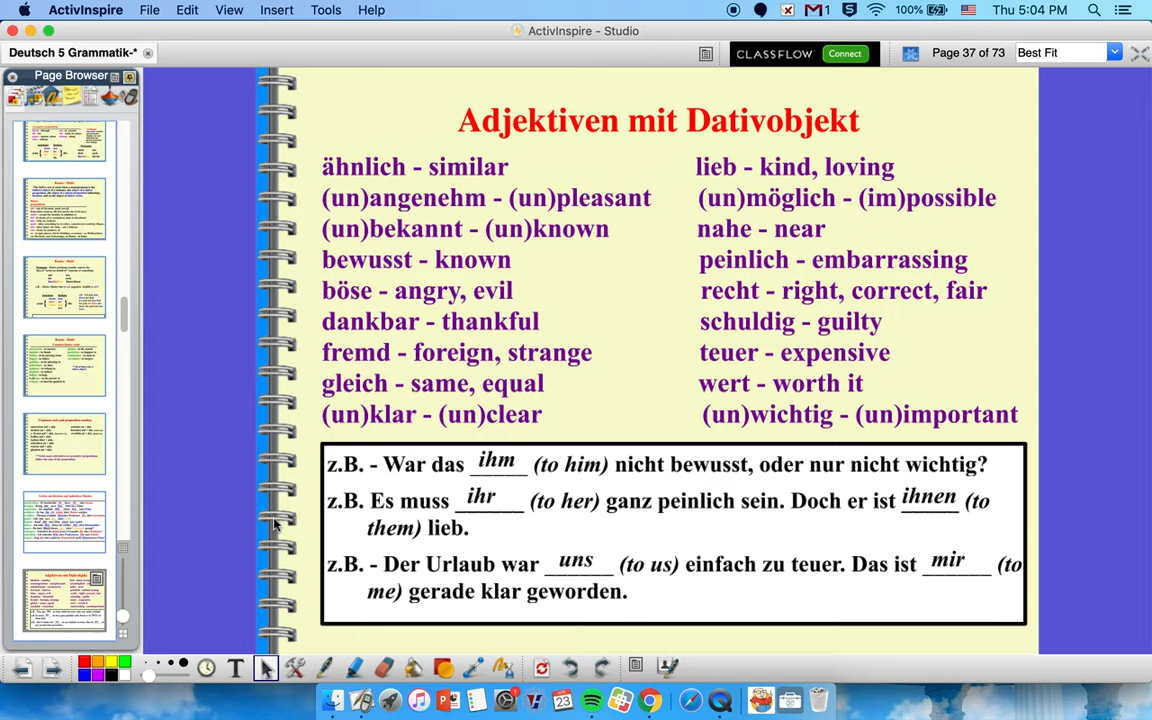 ActivInspire File Edit View Insert Tools Help 1 100% Thu 5:04 PM
ActivInspire - Studio
Deutsch 5 Grammatik-* CLASSFLOW Connect Page 37 of 73 Best Fit
Page Browser
Adjektiven mit Dativobjekt
ähnlich - similar
(un)angenehm - (un)pleasant
(un)bekannt - (un)known
bewusst - known
böse - angry, evil
dankbar - thankful
fremd - foreign, strange
gleich - same, equal
(un)klar - (un)clear
lieb - kind, loving
(un)möglich - (im)possible
nahe - near
peinlich - embarrassing
recht - right, correct, fair
schuldig - guilty
teuer - expensive
wert - worth it
(un)wichtig - (un)important
z.B. - War das ihm (to him) nicht bewusst, oder nur nicht wichtig?
z.B. Es muss ihr (to her) ganz peinlich sein. Doch er ist ihnen (to
them) lieb.
z.B. - Der Urlaub war uns (to us) einfach zu teuer. Das ist mir (to
me) gerade klar geworden.